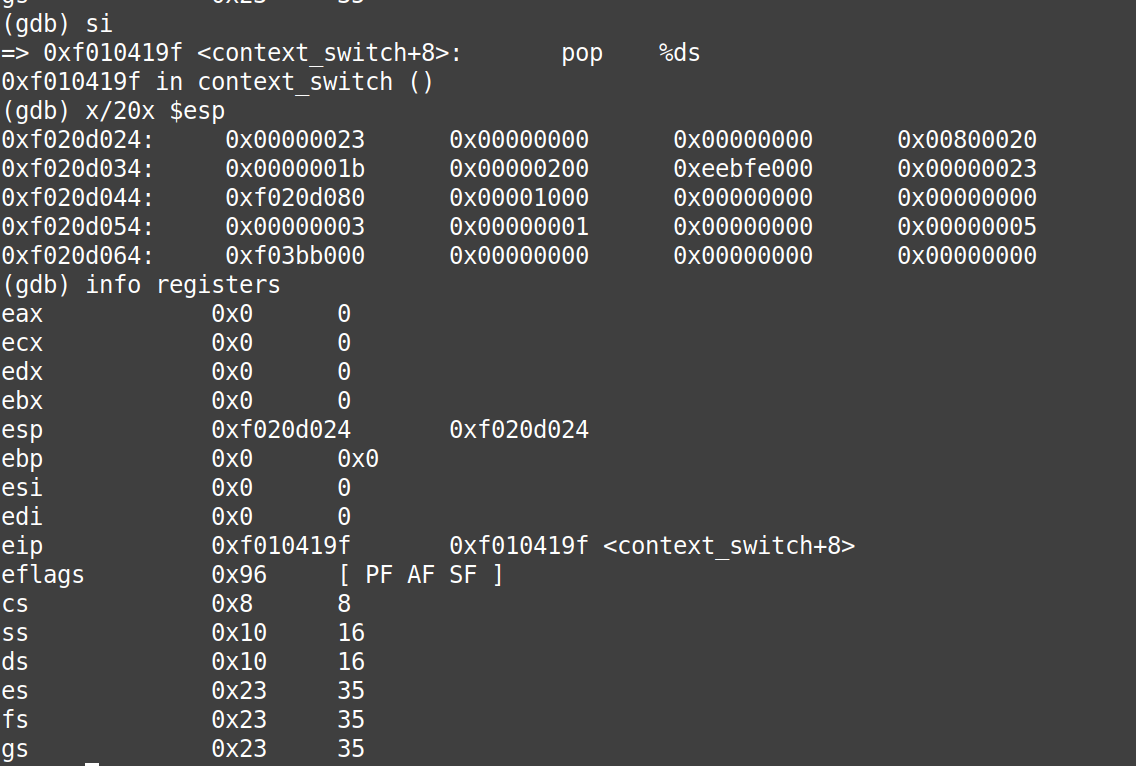 gs             0x23     35
(gdb) si
=> 0xf010419f <context_switch+8>:       pop    %ds
0xf010419f in context_switch ()
(gdb) x/20x $esp
0xf020d024:     0x00000023      0x00000000      0x00000000      0x00800020
0xf020d034:     0x0000001b      0x00000200      0xeebfe000      0x00000023
0xf020d044:     0xf020d080      0x00001000      0x00000000      0x00000000
0xf020d054:     0x00000003      0x00000001      0x00000000      0x00000005
0xf020d064:     0xf03bb000      0x00000000      0x00000000      0x00000000
(gdb) info registers
eax            0x0      0
ecx            0x0      0
edx            0x0      0
ebx            0x0      0
esp            0xf020d024       0xf020d024
ebp            0x0      0x0
esi            0x0      0
edi            0x0      0
eip            0xf010419f       0xf010419f <context_switch+8>
eflags         0x96     [ PF AF SF ]
cs             0x8      8
ss             0x10     16
ds             0x10     16
es             0x23     35
fs             0x23     35
gs             0x23     35